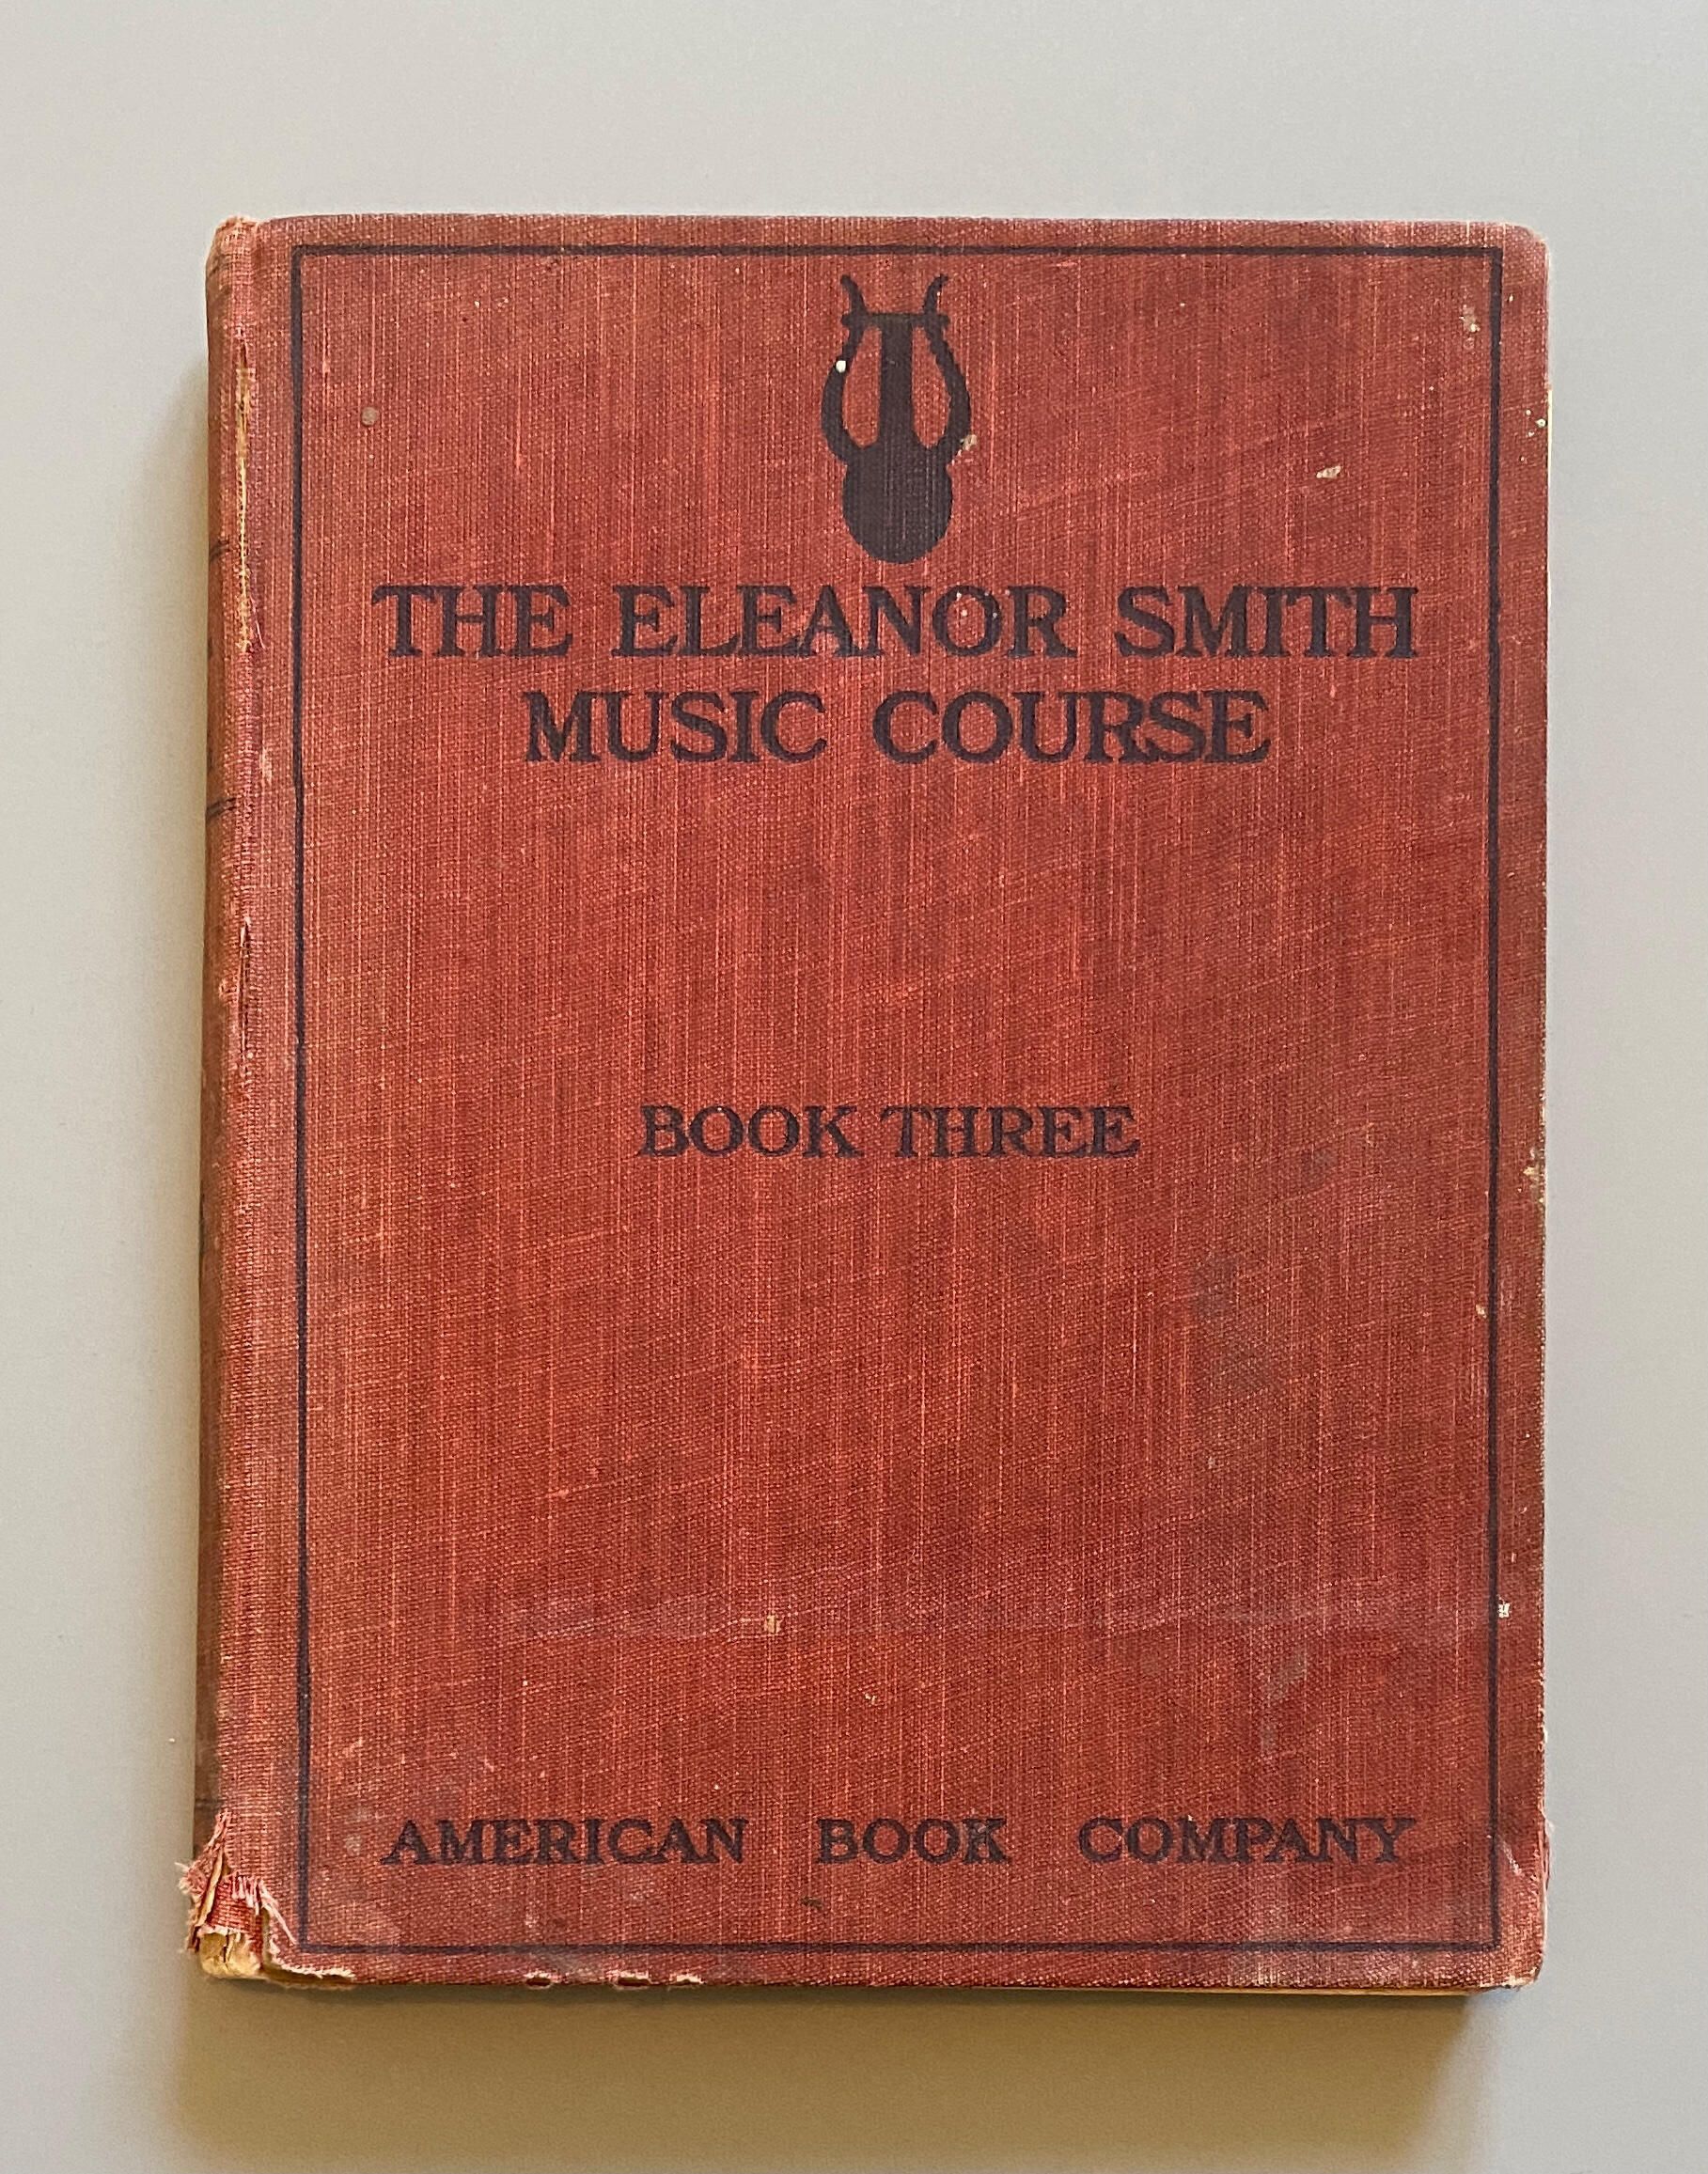 THE ELEANOR SMITH
MUSIC COURSE
BOOK THREE
AMERICAN BOOK COMPANY